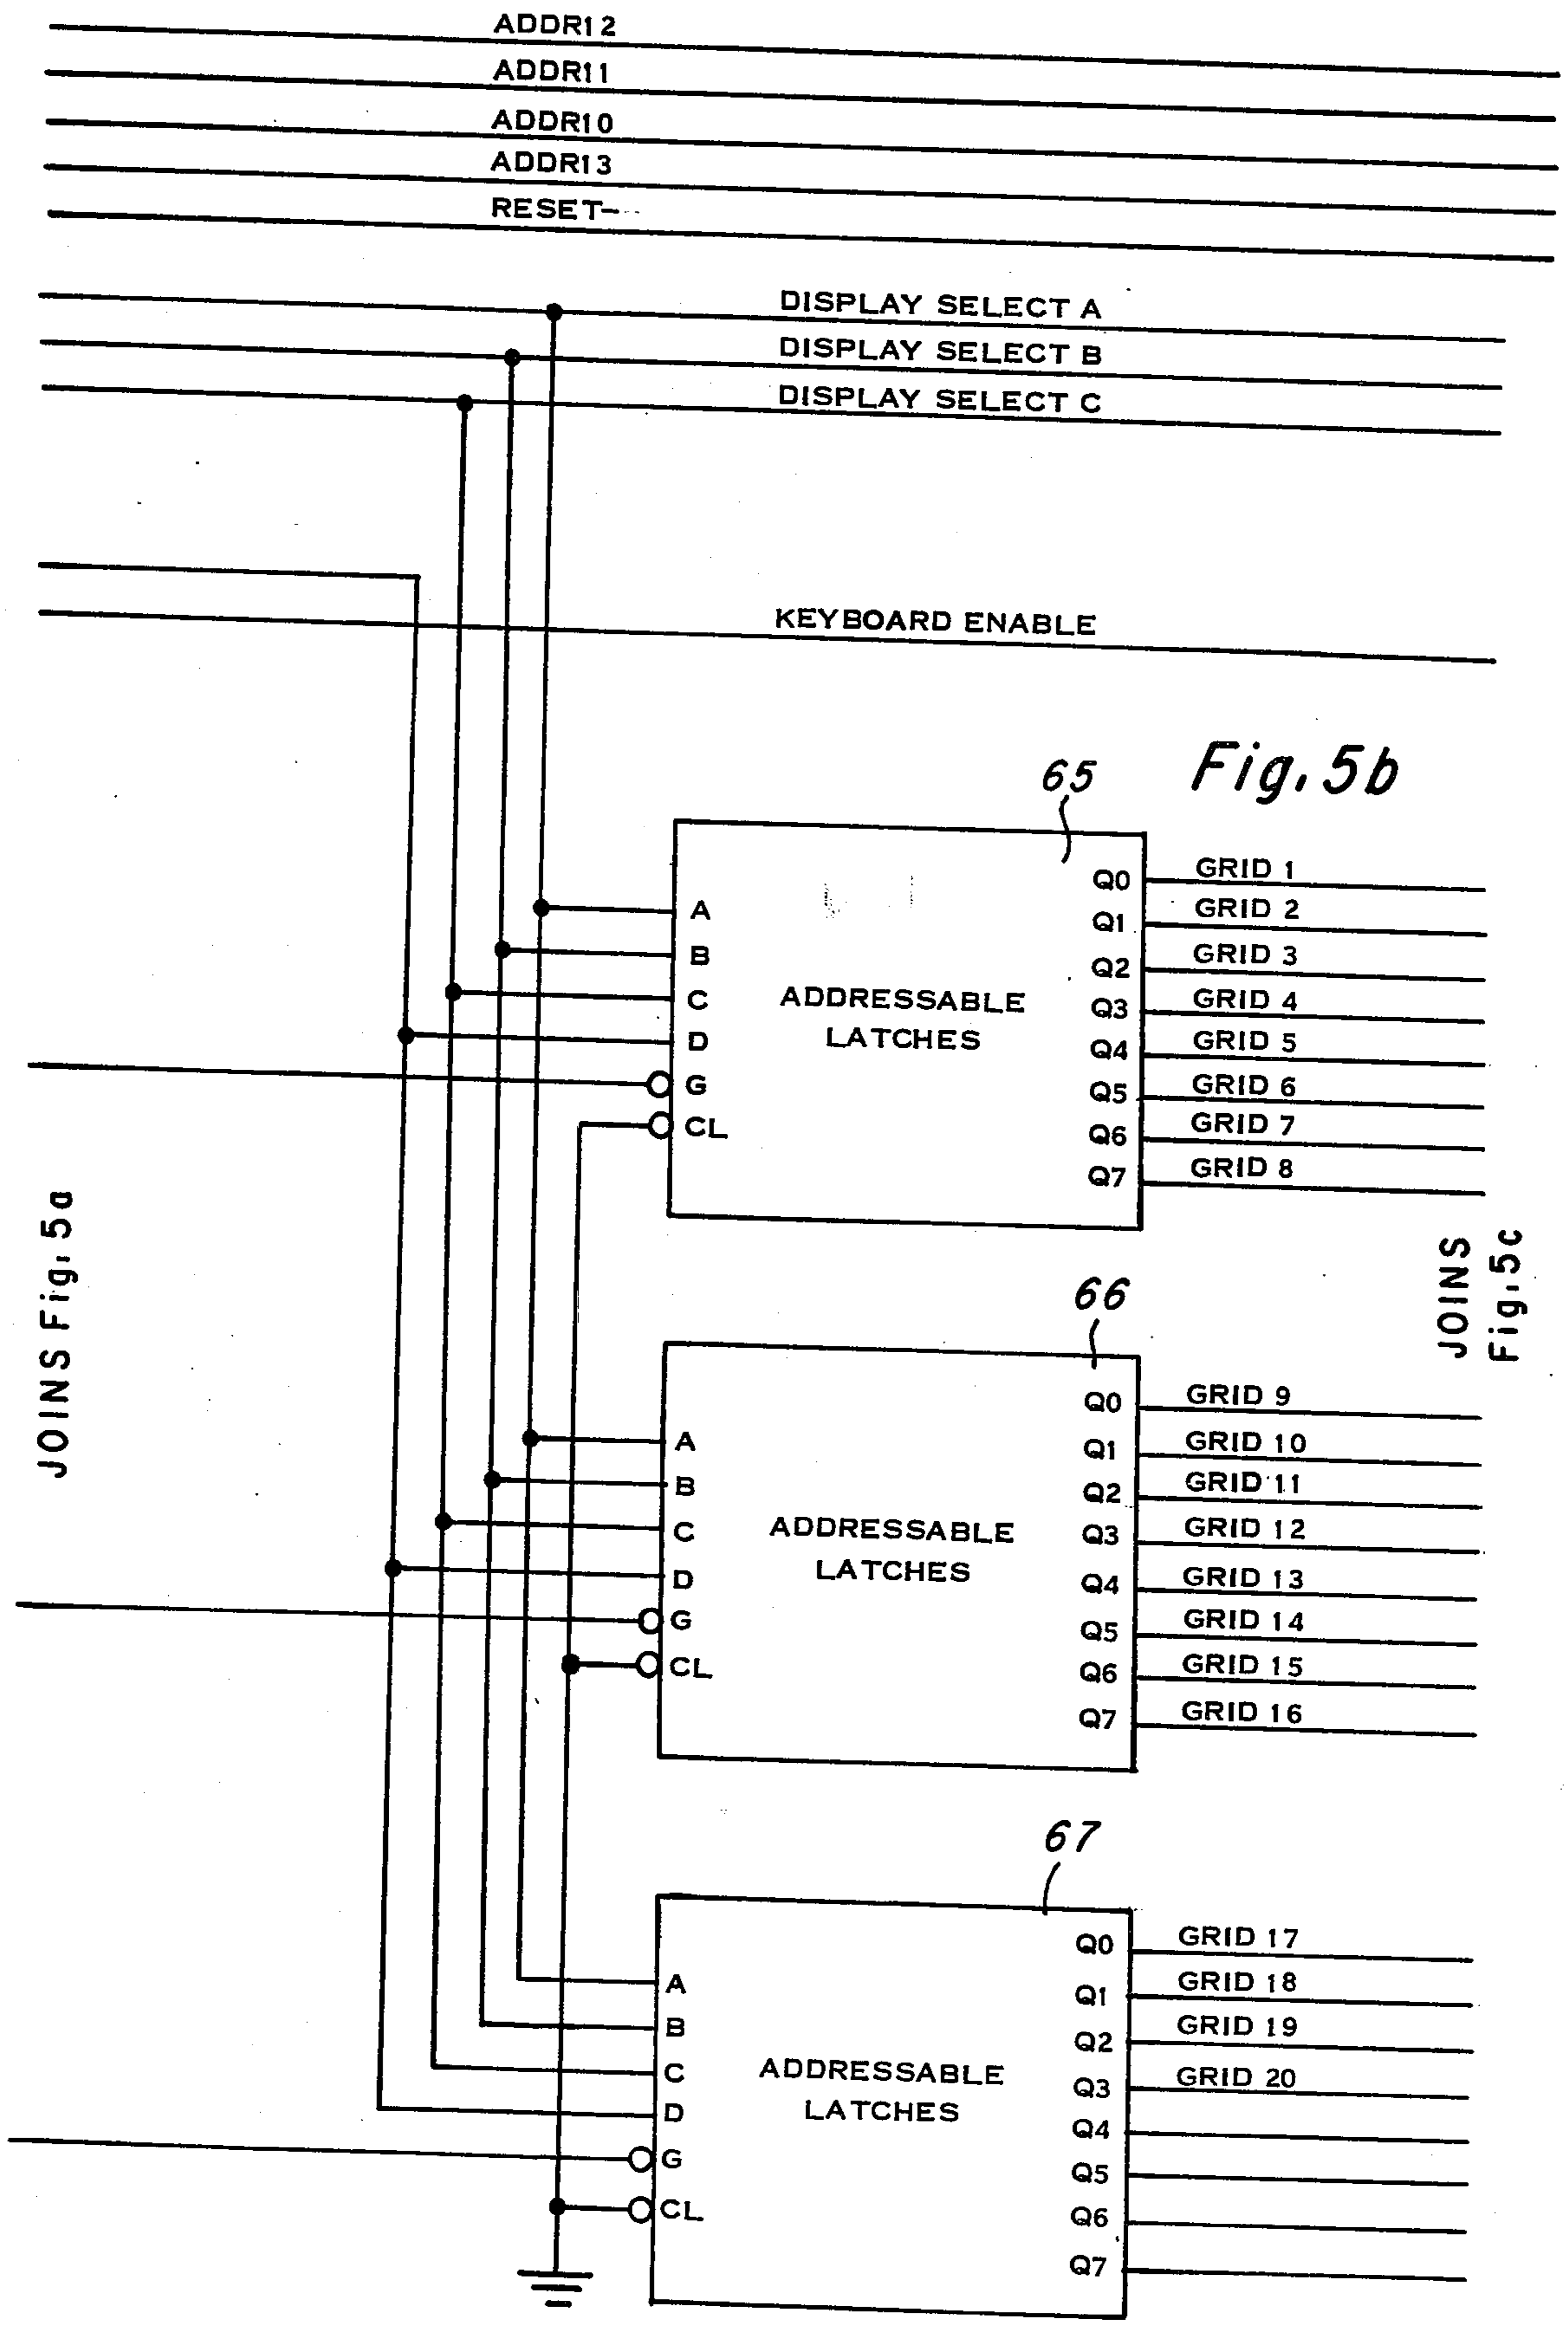 ADDR12
ADDR11
ADDR10
ADDR13
RESET-
DISPLAY SELECT A
DISPLAY SELECT B
DISPLAY SELECT C
KEYBOARD ENABLE
Fig. 5b
65
A
B
C
D
G
CL
ADDRESSABLE
LATCHES
Q0
Q1
Q2
Q3
Q4
Q5
Q6
Q7
GRID 1
GRID 2
GRID 3
GRID 4
GRID 5
GRID 6
GRID 7
GRID 8
JOINS Fig. 5a
JOINS
Fig. 5c
66
A
B
C
D
G
CL
ADDRESSABLE
LATCHES
Q0
Q1
Q2
Q3
Q4
Q5
Q6
Q7
GRID 9
GRID 10
GRID 11
GRID 12
GRID 13
GRID 14
GRID 15
GRID 16
67
A
B
C
D
G
CL
ADDRESSABLE
LATCHES
Q0
Q1
Q2
Q3
Q4
Q5
Q6
Q7
GRID 17
GRID 18
GRID 19
GRID 20